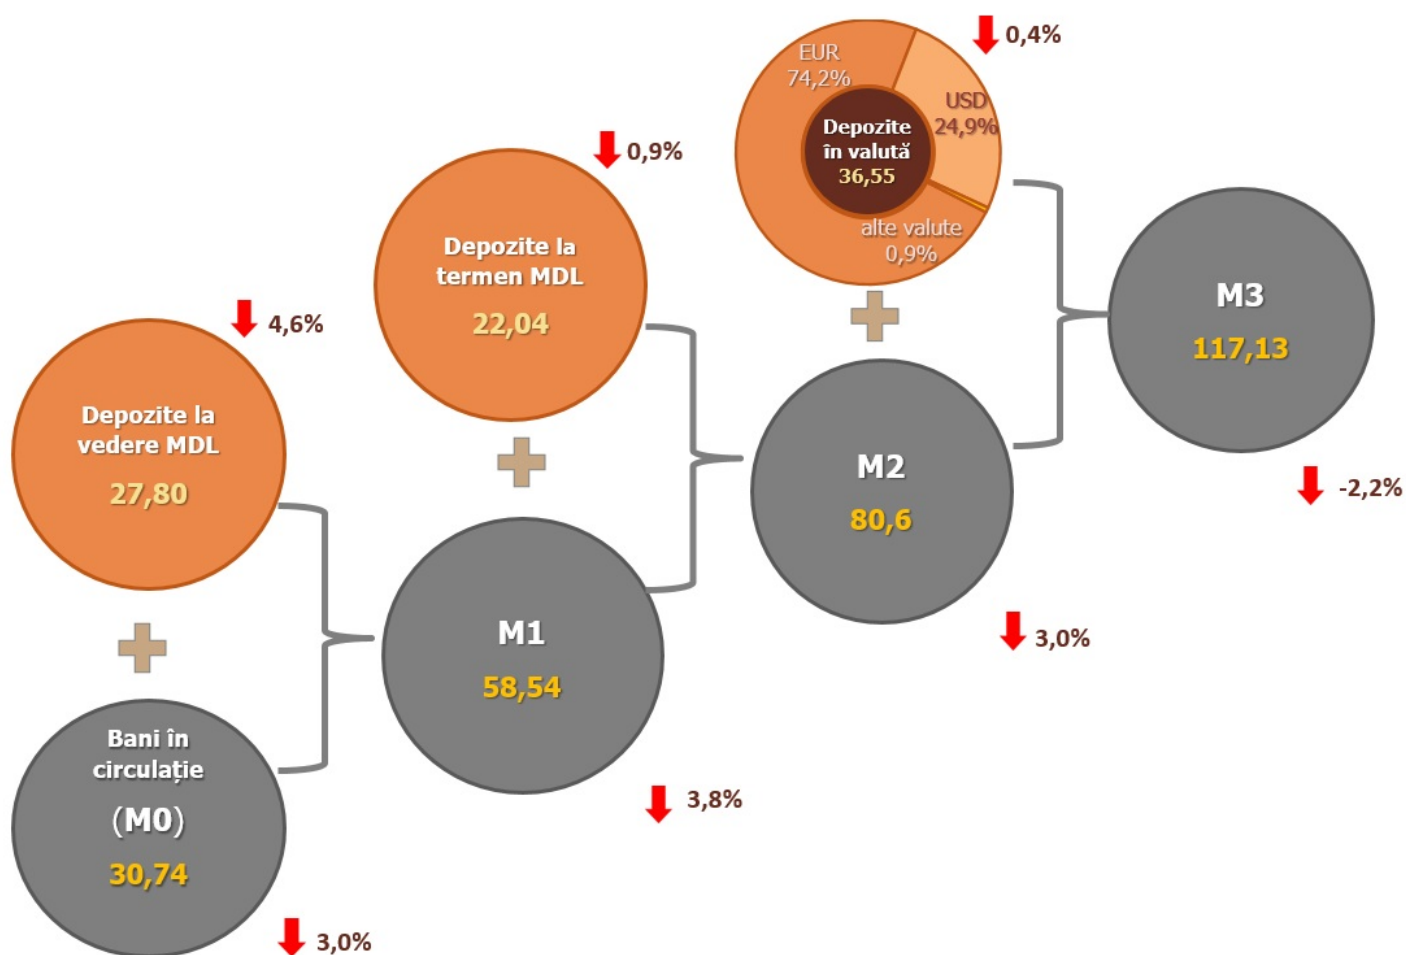 4,6%
Depozite la
vedere MDL
27,80
Bani în
circulație
(M0)
30,74
3,0%
0,9%
Depozite la
termen MDL
22,04
M1
58,54
3,8%
0,4%
EUR
74,2%
USD
24,9%
Depozite
în valută
36,55
alte valute
0,9%
M2
80,6
3,0%
M3
117,13
-2,2%